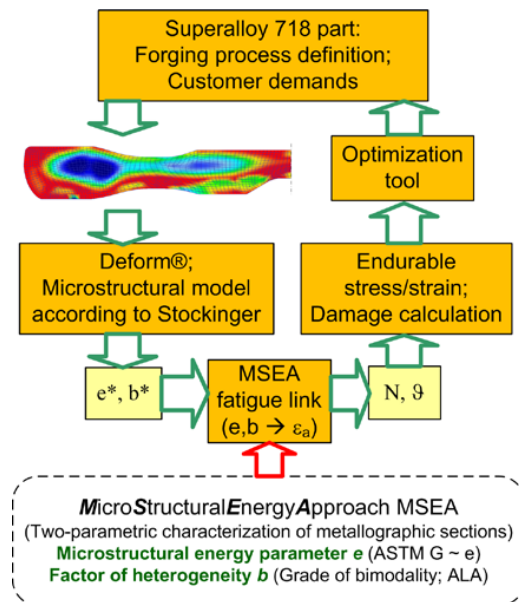 Superalloy 718 part:
Forging process definition;
Customer demands
Optimization
tool
Deform®;
Microstructural model
according to Stockinger
Endurable
stress/strain;
Damage calculation
e*, b*
MSEA
fatigue link
(e,b → εa)
N, ϑ
MicroStructuralEnergyApproach MSEA
(Two-parametric characterization of metallographic sections)
Microstructural energy parameter e (ASTM G ~ e)
Factor of heterogeneity b (Grade of bimodality; ALA)